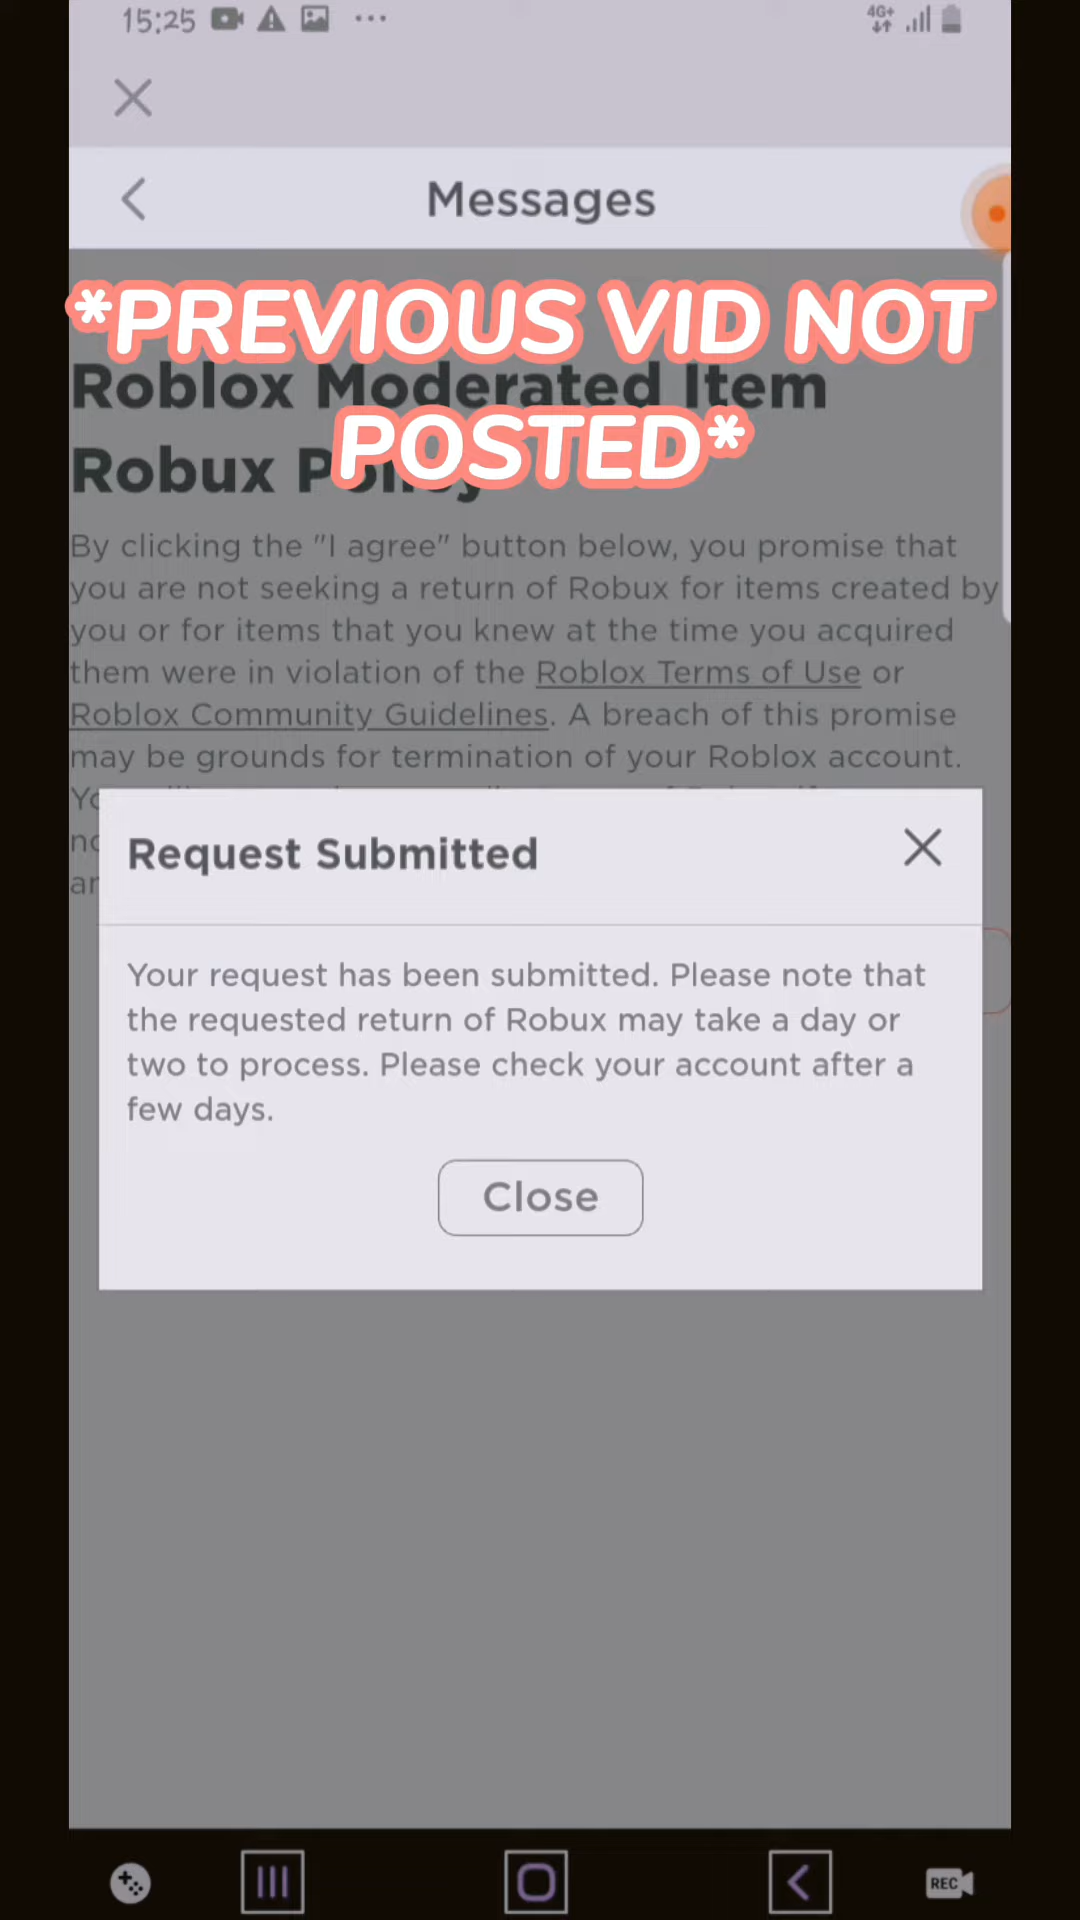 15:25
4G+
Messages
*PREVIOUS VID NOT
POSTED*
Roblox Moderated Item
Robux Policy
By clicking the "I agree" button below, you promise that
you are not seeking a return of Robux for items created by
you or for items that you knew at the time you acquired
them were in violation of the Roblox Terms of Use or
Roblox Community Guidelines. A breach of this promise
may be grounds for termination of your Roblox account.
Request Submitted
Your request has been submitted. Please note that
the requested return of Robux may take a day or
two to process. Please check your account after a
few days.
Close
REC